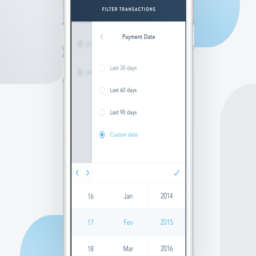 FILTER TRANSACTIONS
Payment Date
Last 30 days
Last 60 days
Last 90 days
Custom date
16 Jan 2014
17 Fev 2015
18 Mar 2016